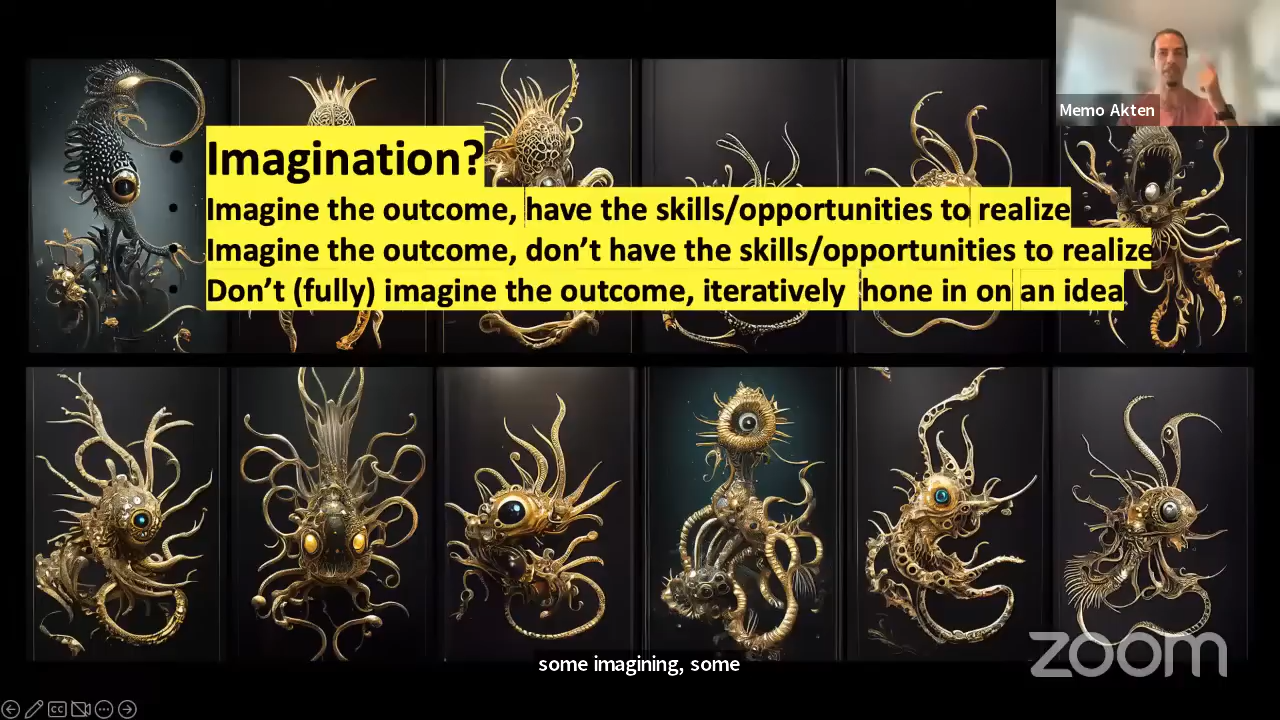 Memo Akten
Imagination?
Imagine the outcome, have the skills/opportunities to realize
Imagine the outcome, don’t have the skills/opportunities to realize
Don’t (fully) imagine the outcome, iteratively hone in on an idea
zoom
some imagining, some
CC